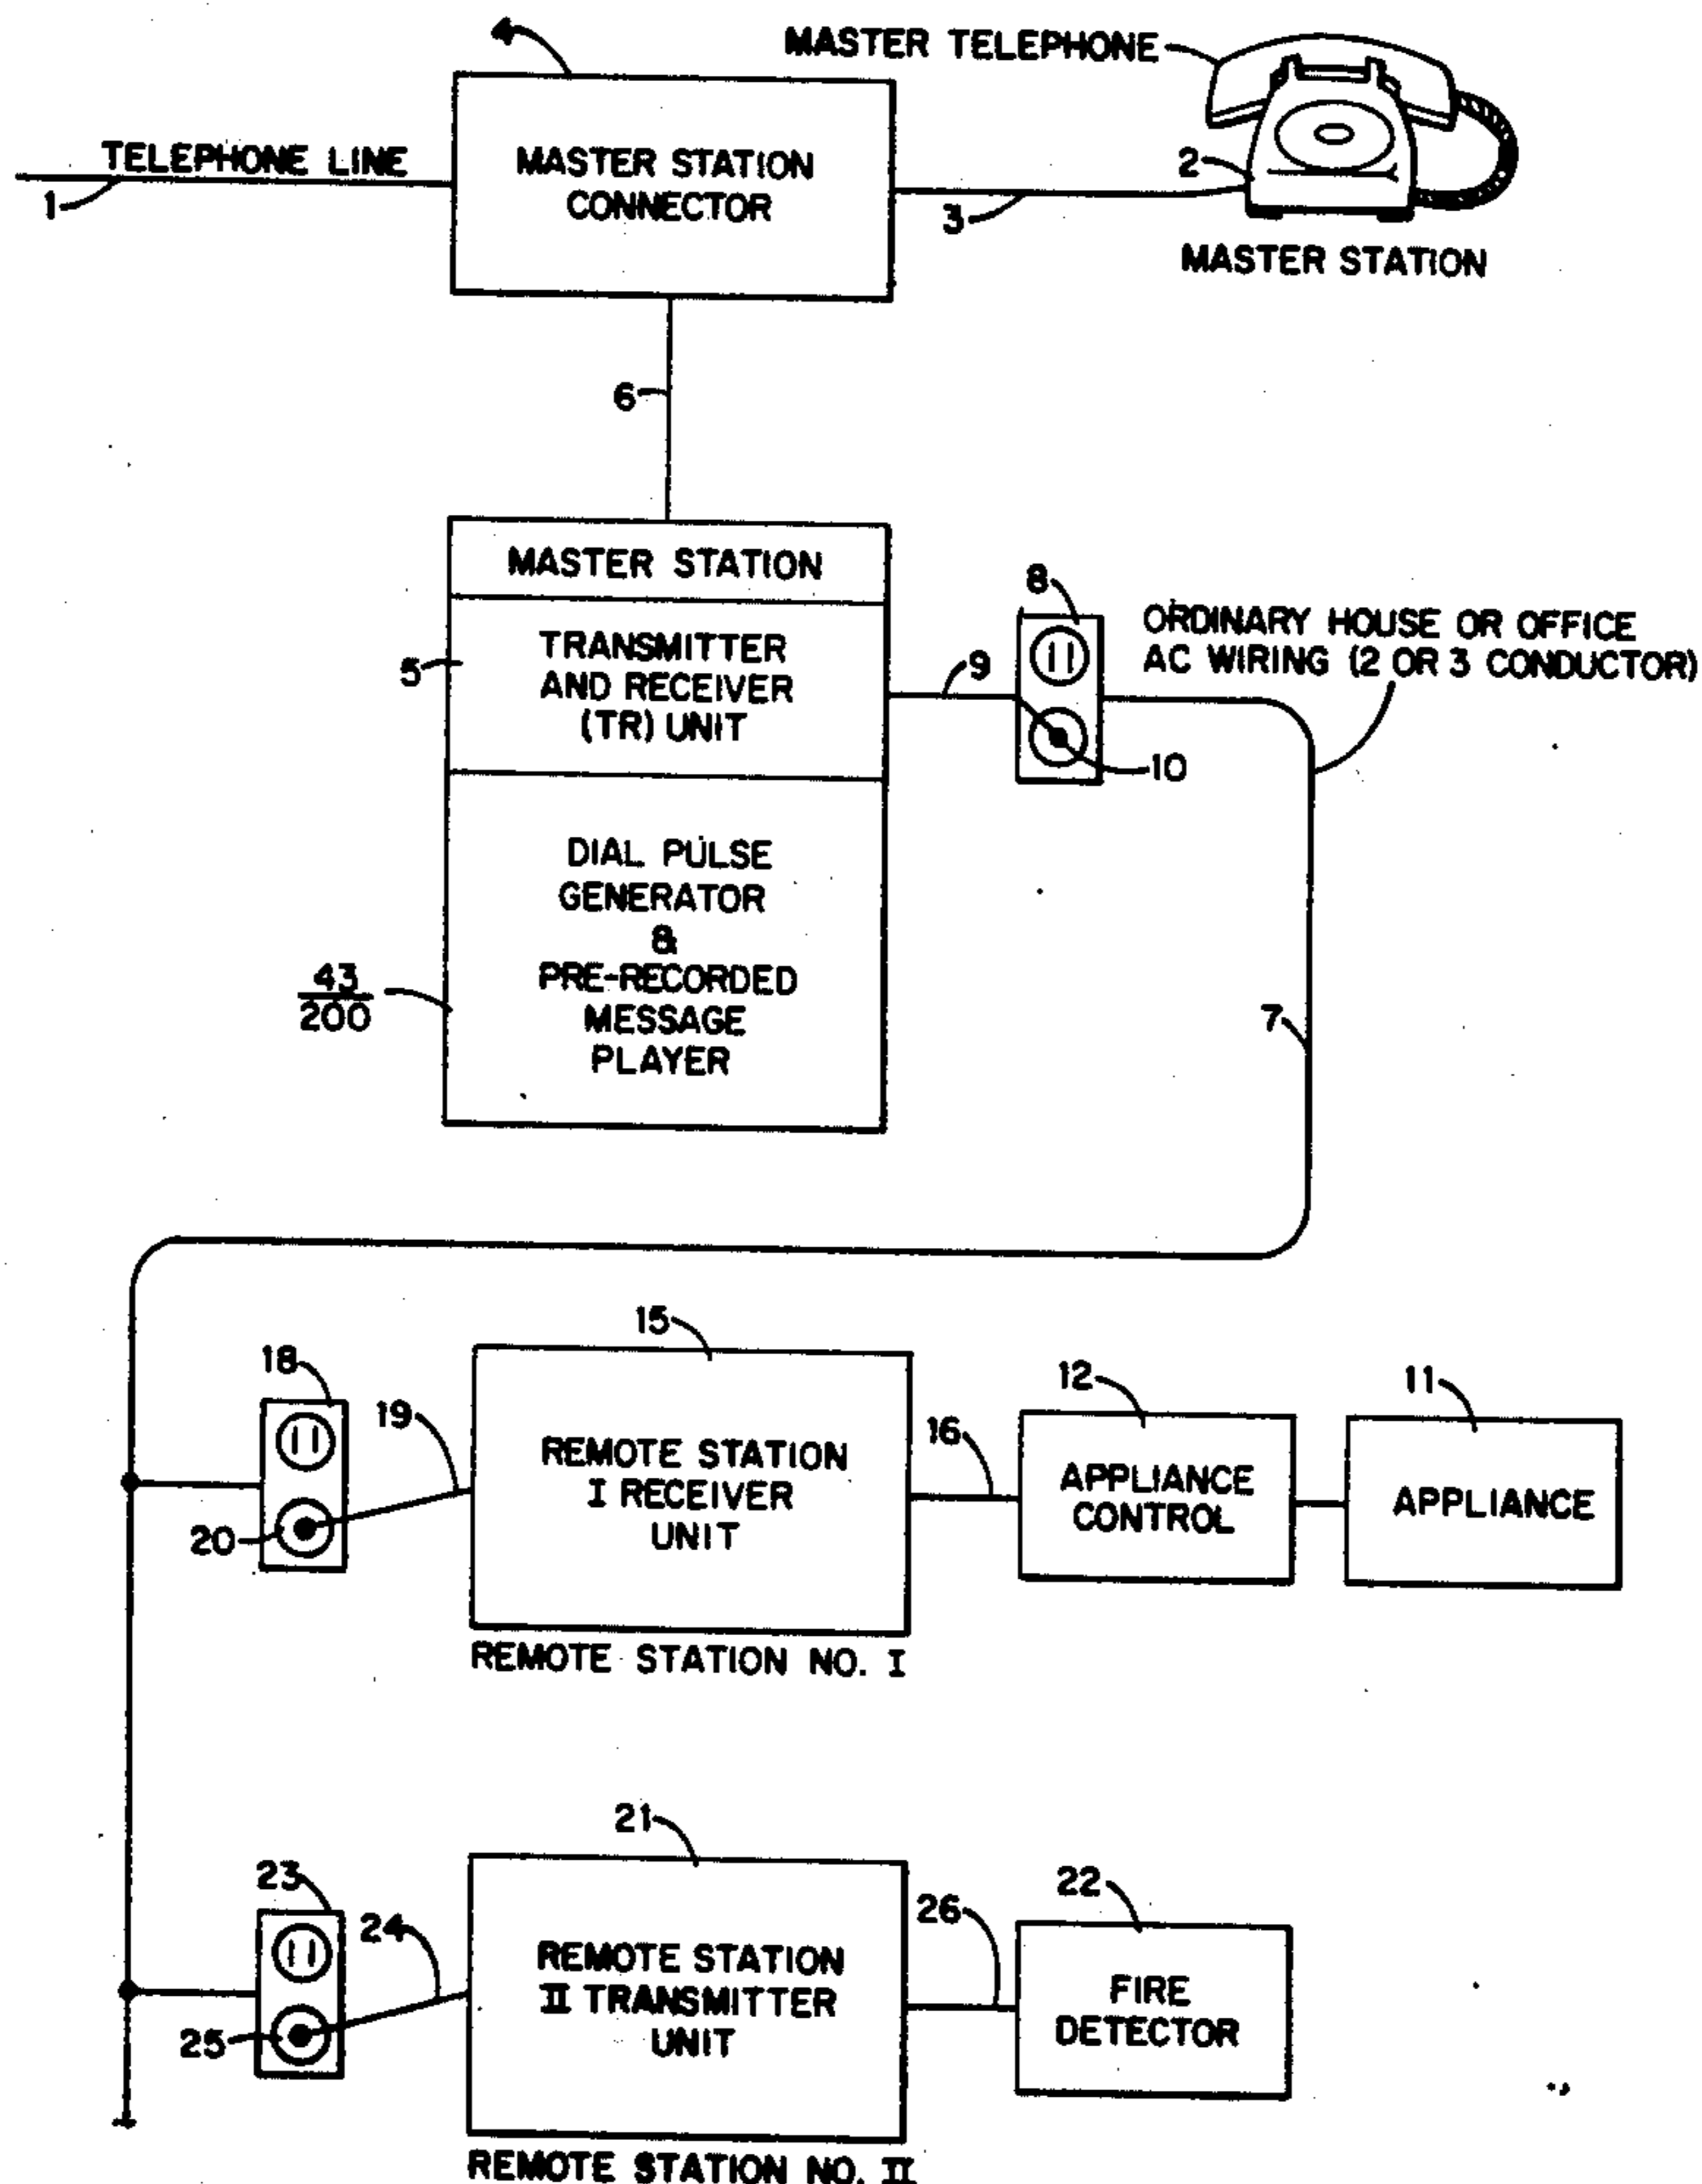 4
MASTER TELEPHONE
TELEPHONE LINE
1
MASTER STATION
CONNECTOR
2
3
MASTER STATION
6
MASTER STATION
5
TRANSMITTER
AND RECEIVER
(TR) UNIT
9
8
10
ORDINARY HOUSE OR OFFICE
AC WIRING (2 OR 3 CONDUCTOR)
43
200
DIAL PULSE
GENERATOR
&
PRE-RECORDED
MESSAGE
PLAYER
7
18
19
20
15
REMOTE STATION
I RECEIVER
UNIT
16
12
APPLIANCE
CONTROL
11
APPLIANCE
REMOTE STATION NO. I
23
24
25
21
REMOTE STATION
II TRANSMITTER
UNIT
26
22
FIRE
DETECTOR
REMOTE STATION NO. II